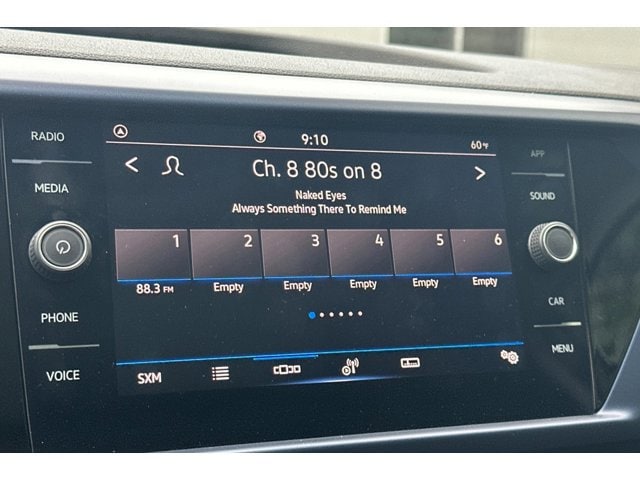 RADIO
MEDIA
PHONE
VOICE
9:10
60°F
Ch. 8 80s on 8
Naked Eyes
Always Something There To Remind Me
1 2 3 4 5 6
88.3 FM Empty Empty Empty Empty Empty
SXM
APP
SOUND
CAR
MENU